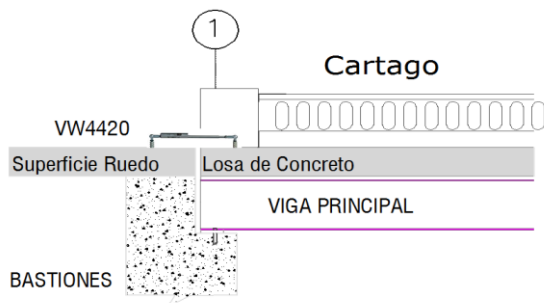 1
Cartago
VW4420
Superficie Ruedo
Losa de Concreto
VIGA PRINCIPAL
BASTIONES